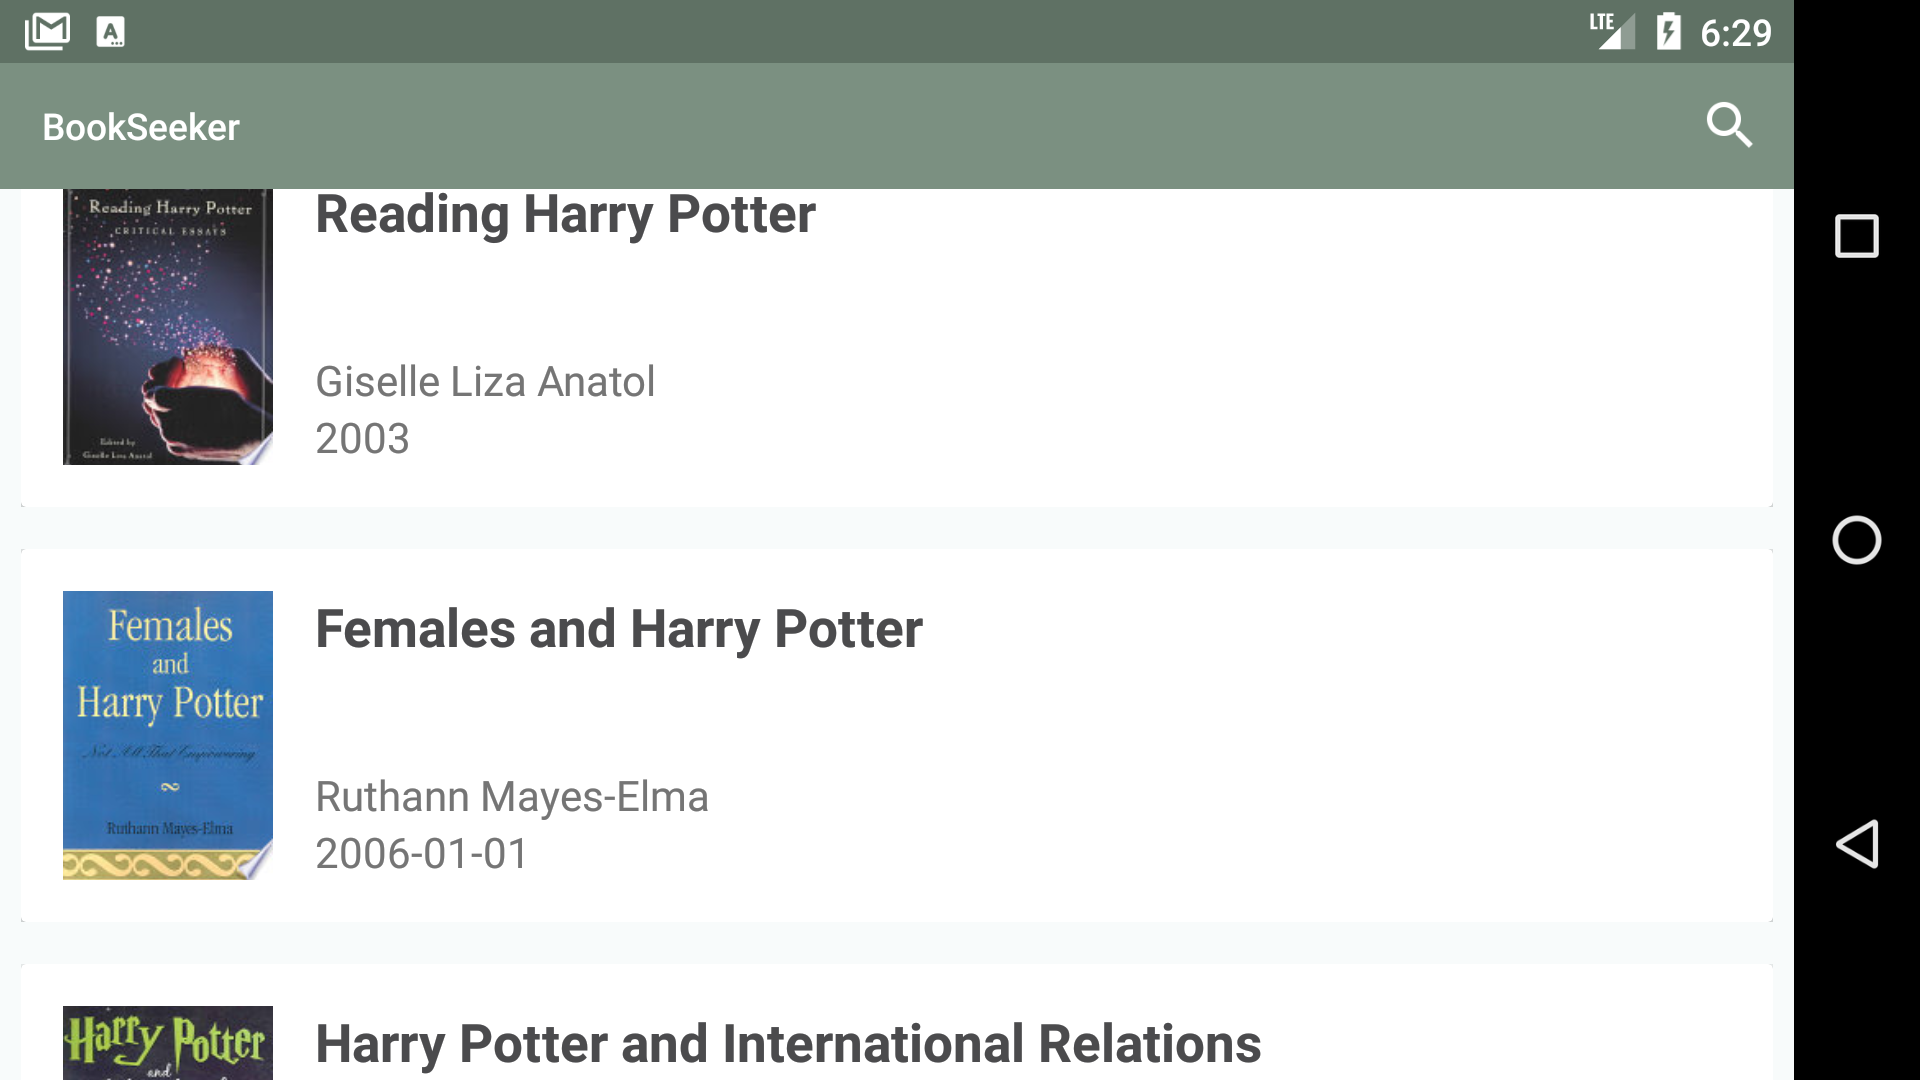 LTE 6:29
BookSeeker
Reading Harry Potter
CRITICAL ESSAYS
Edited by
Giselle Liza Anatol
Reading Harry Potter
Giselle Liza Anatol
2003
Females
and
Harry Potter
Not All That Empowering
Ruthann Mayes-Elma
Females and Harry Potter
Ruthann Mayes-Elma
2006-01-01
Harry Potter
and
Harry Potter and International Relations